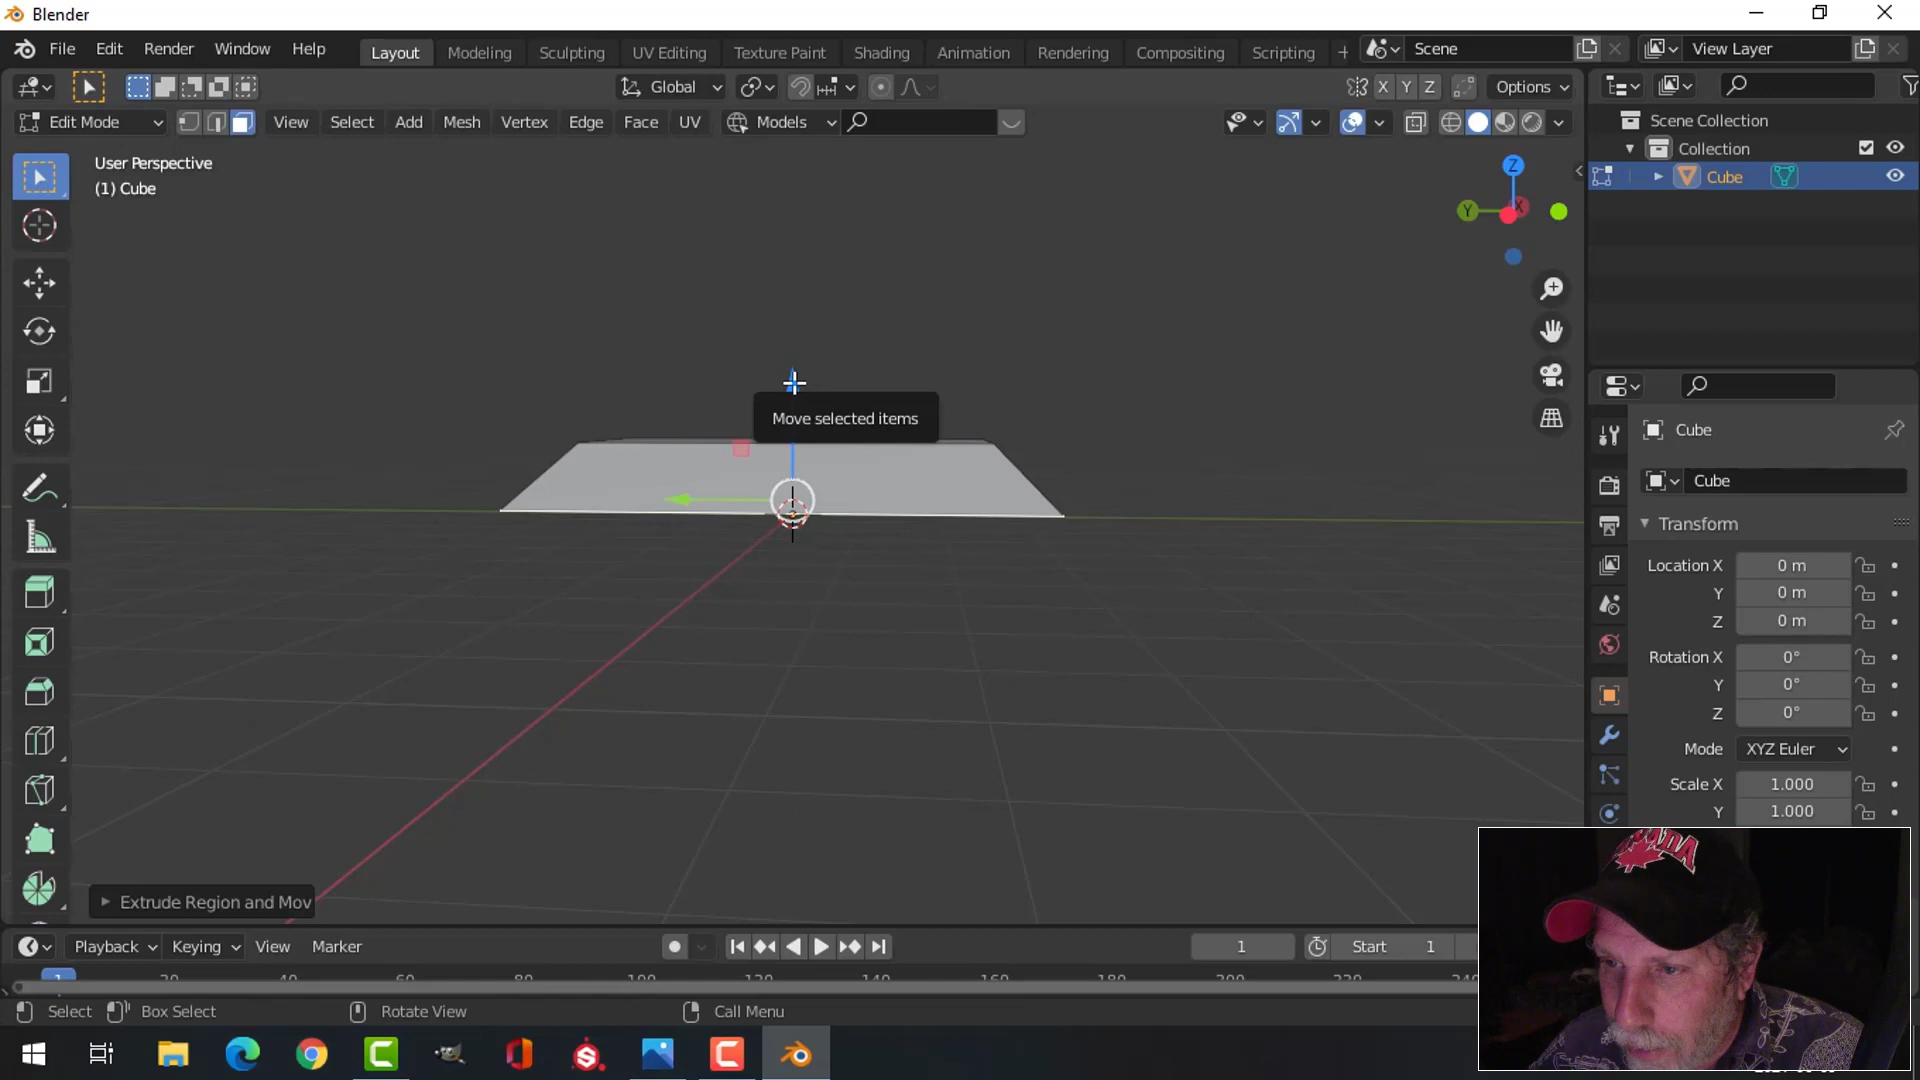 Blender
File Edit Render Window Help Layout Modeling Sculpting UV Editing Texture Paint Shading Animation Rendering Compositing Scripting + Scene View Layer
Global X Y Z Options
Edit Mode View Select Add Mesh Vertex Edge Face UV Models
User Perspective
(1) Cube
Scene Collection
Collection
Cube
Z
Y X
Move selected items
Cube
Cube
Transform
Location X 0 m
Y 0 m
Z 0 m
Rotation X 0°
Y 0°
Z 0°
Mode XYZ Euler
Scale X 1.000
Y 1.000
Extrude Region and Mov
Playback Keying View Marker 1 Start 1
1
Select Box Select Rotate View Call Menu
CANADA